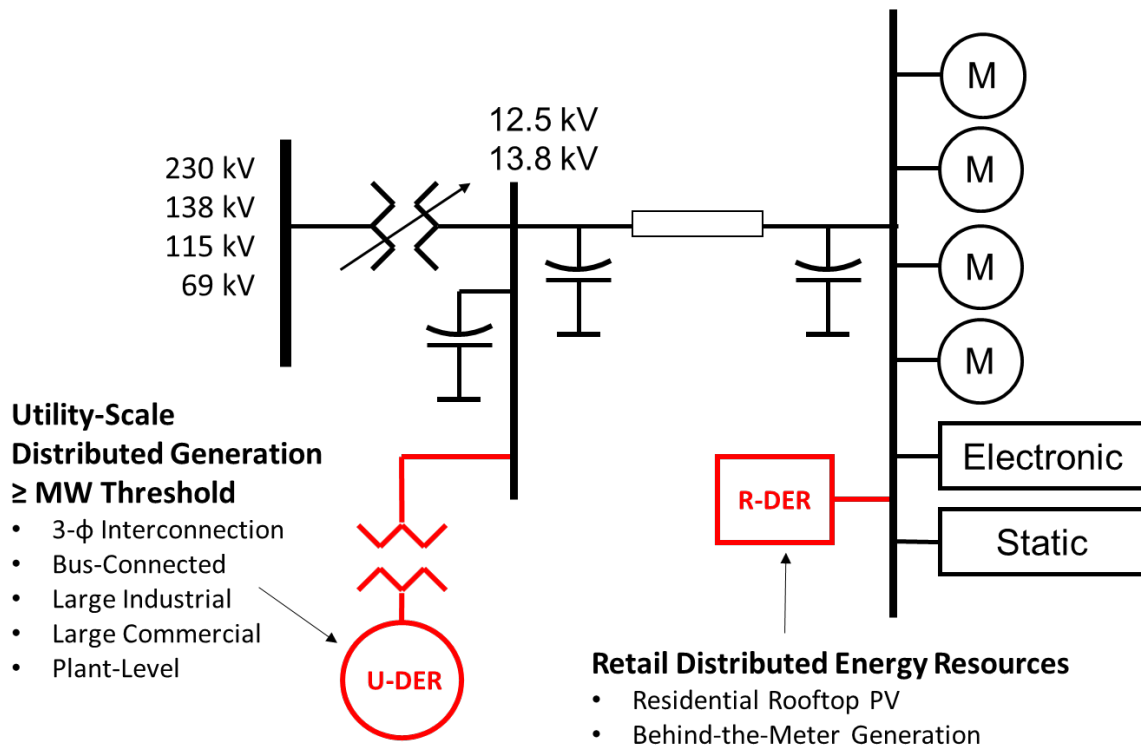 12.5 kV
13.8 kV
230 kV
138 kV
115 kV
69 kV
M
M
M
M
Electronic
Static
R-DER
Utility-Scale
Distributed Generation
≥ MW Threshold
• 3-ϕ Interconnection
• Bus-Connected
• Large Industrial
• Large Commercial
• Plant-Level
U-DER
Retail Distributed Energy Resources
• Residential Rooftop PV
• Behind-the-Meter Generation